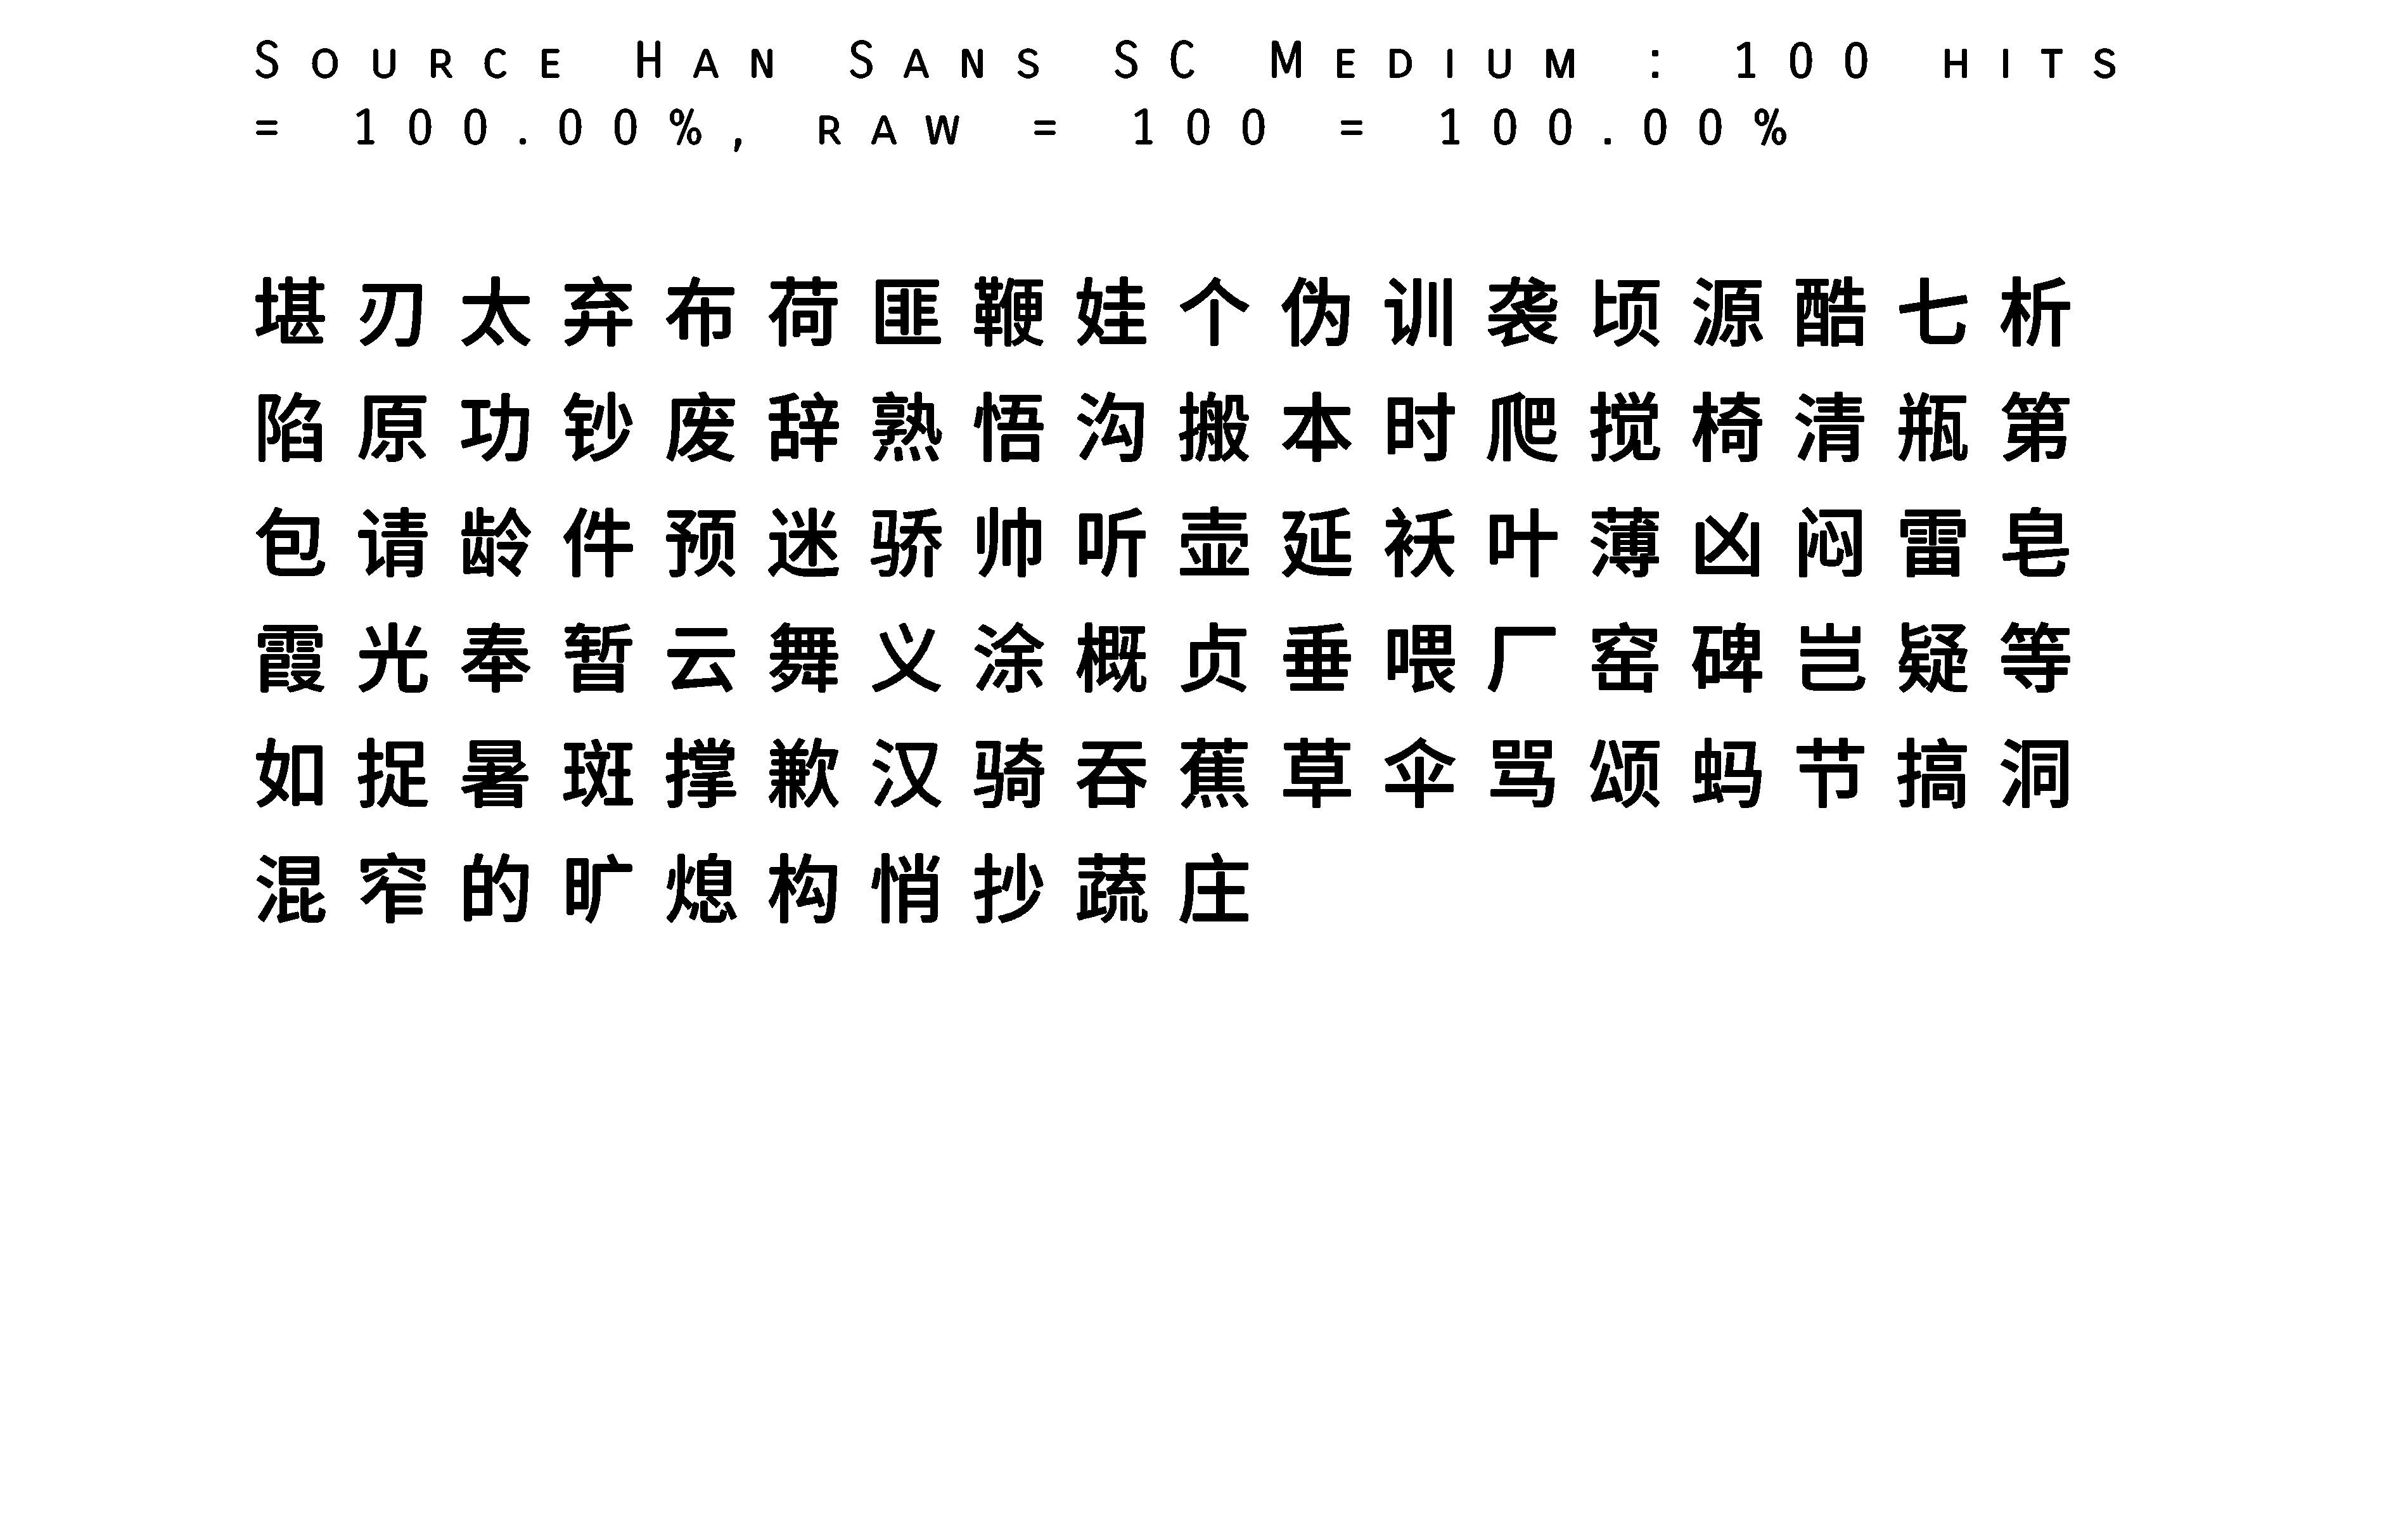 Source Han Sans SC Medium : 100 hits
= 100.00%, raw = 100 = 100.00%
堪刃太弃布荷匪鞭娃个伪训袭顷源酷七析
陷原功钞废辞熟悟沟搬本时爬搅椅清瓶第
包请龄件预迷骄帅听壶延袄叶薄凶闷雷皂
霞光奉暂云舞义涂概贞垂喂厂窑碑岂疑等
如捉暑斑撑歉汉骑吞蕉草伞骂颂蚂节搞洞
混窄的旷熄构悄抄蔬庄